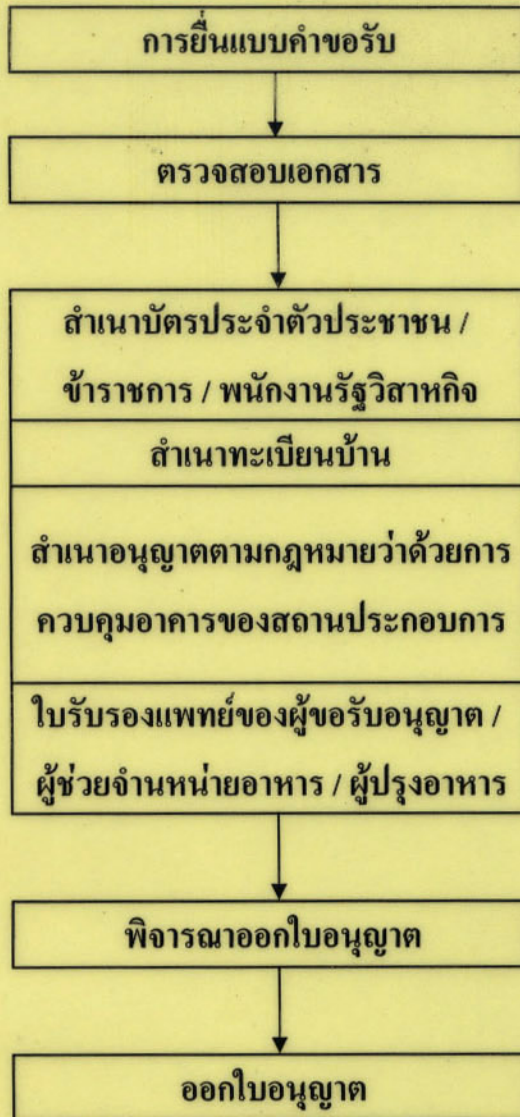 การยื่นแบบคำขอรับ
ตรวจสอบเอกสาร
สำเนาบัตรประจำตัวประชาชน /
ข้าราชการ / พนักงานรัฐวิสาหกิจ
สำเนาทะเบียนบ้าน
สำเนาอนุญาตตามกฎหมายว่าด้วยการ
ควบคุมอาคารของสถานประกอบการ
ใบรับรองแพทย์ของผู้ขอรับอนุญาต /
ผู้ช่วยจำหน่ายอาหาร / ผู้ปรุงอาหาร
พิจารณาออกใบอนุญาต
ออกใบอนุญาต